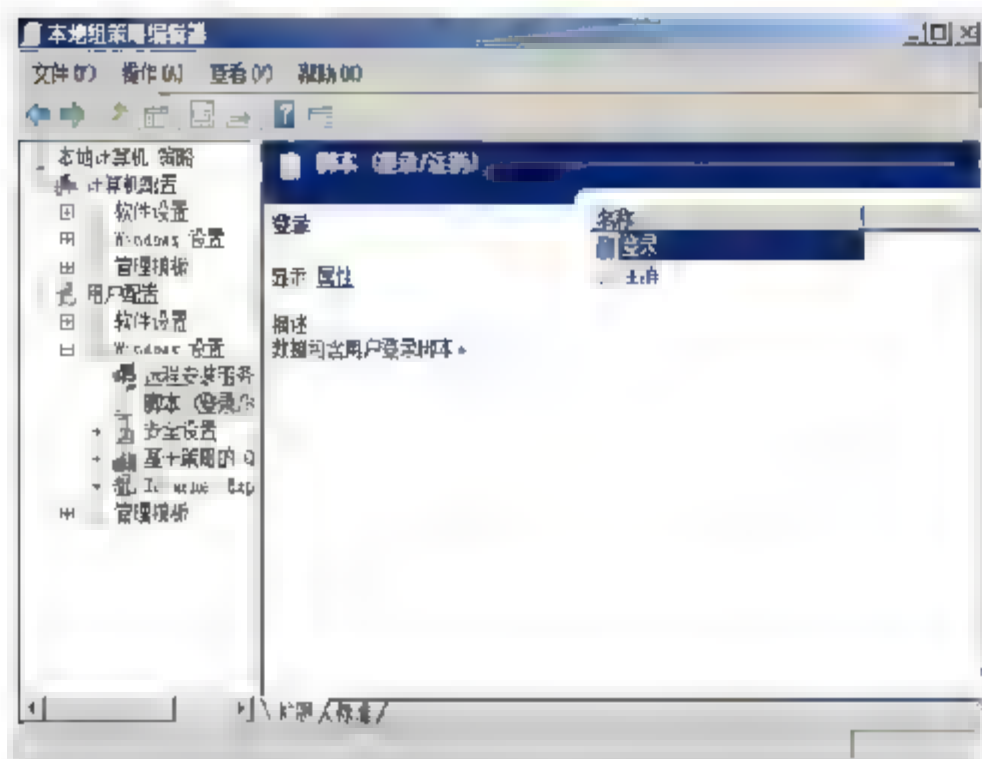 本地组策略编辑器
文件(F) 操作(A) 查看(V) 帮助(H)
本地计算机 策略
计算机配置
软件设置
Windows 设置
管理模板
用户配置
软件设置
Windows 设置
远程安装服务
脚本 (登录/
安全设置
基于策略的 Q
Internet Exp
管理模板
脚本 (登录/注销)
登录
显示 属性
描述
数据包含用户登录脚本。
名称
登录
扩展 标准